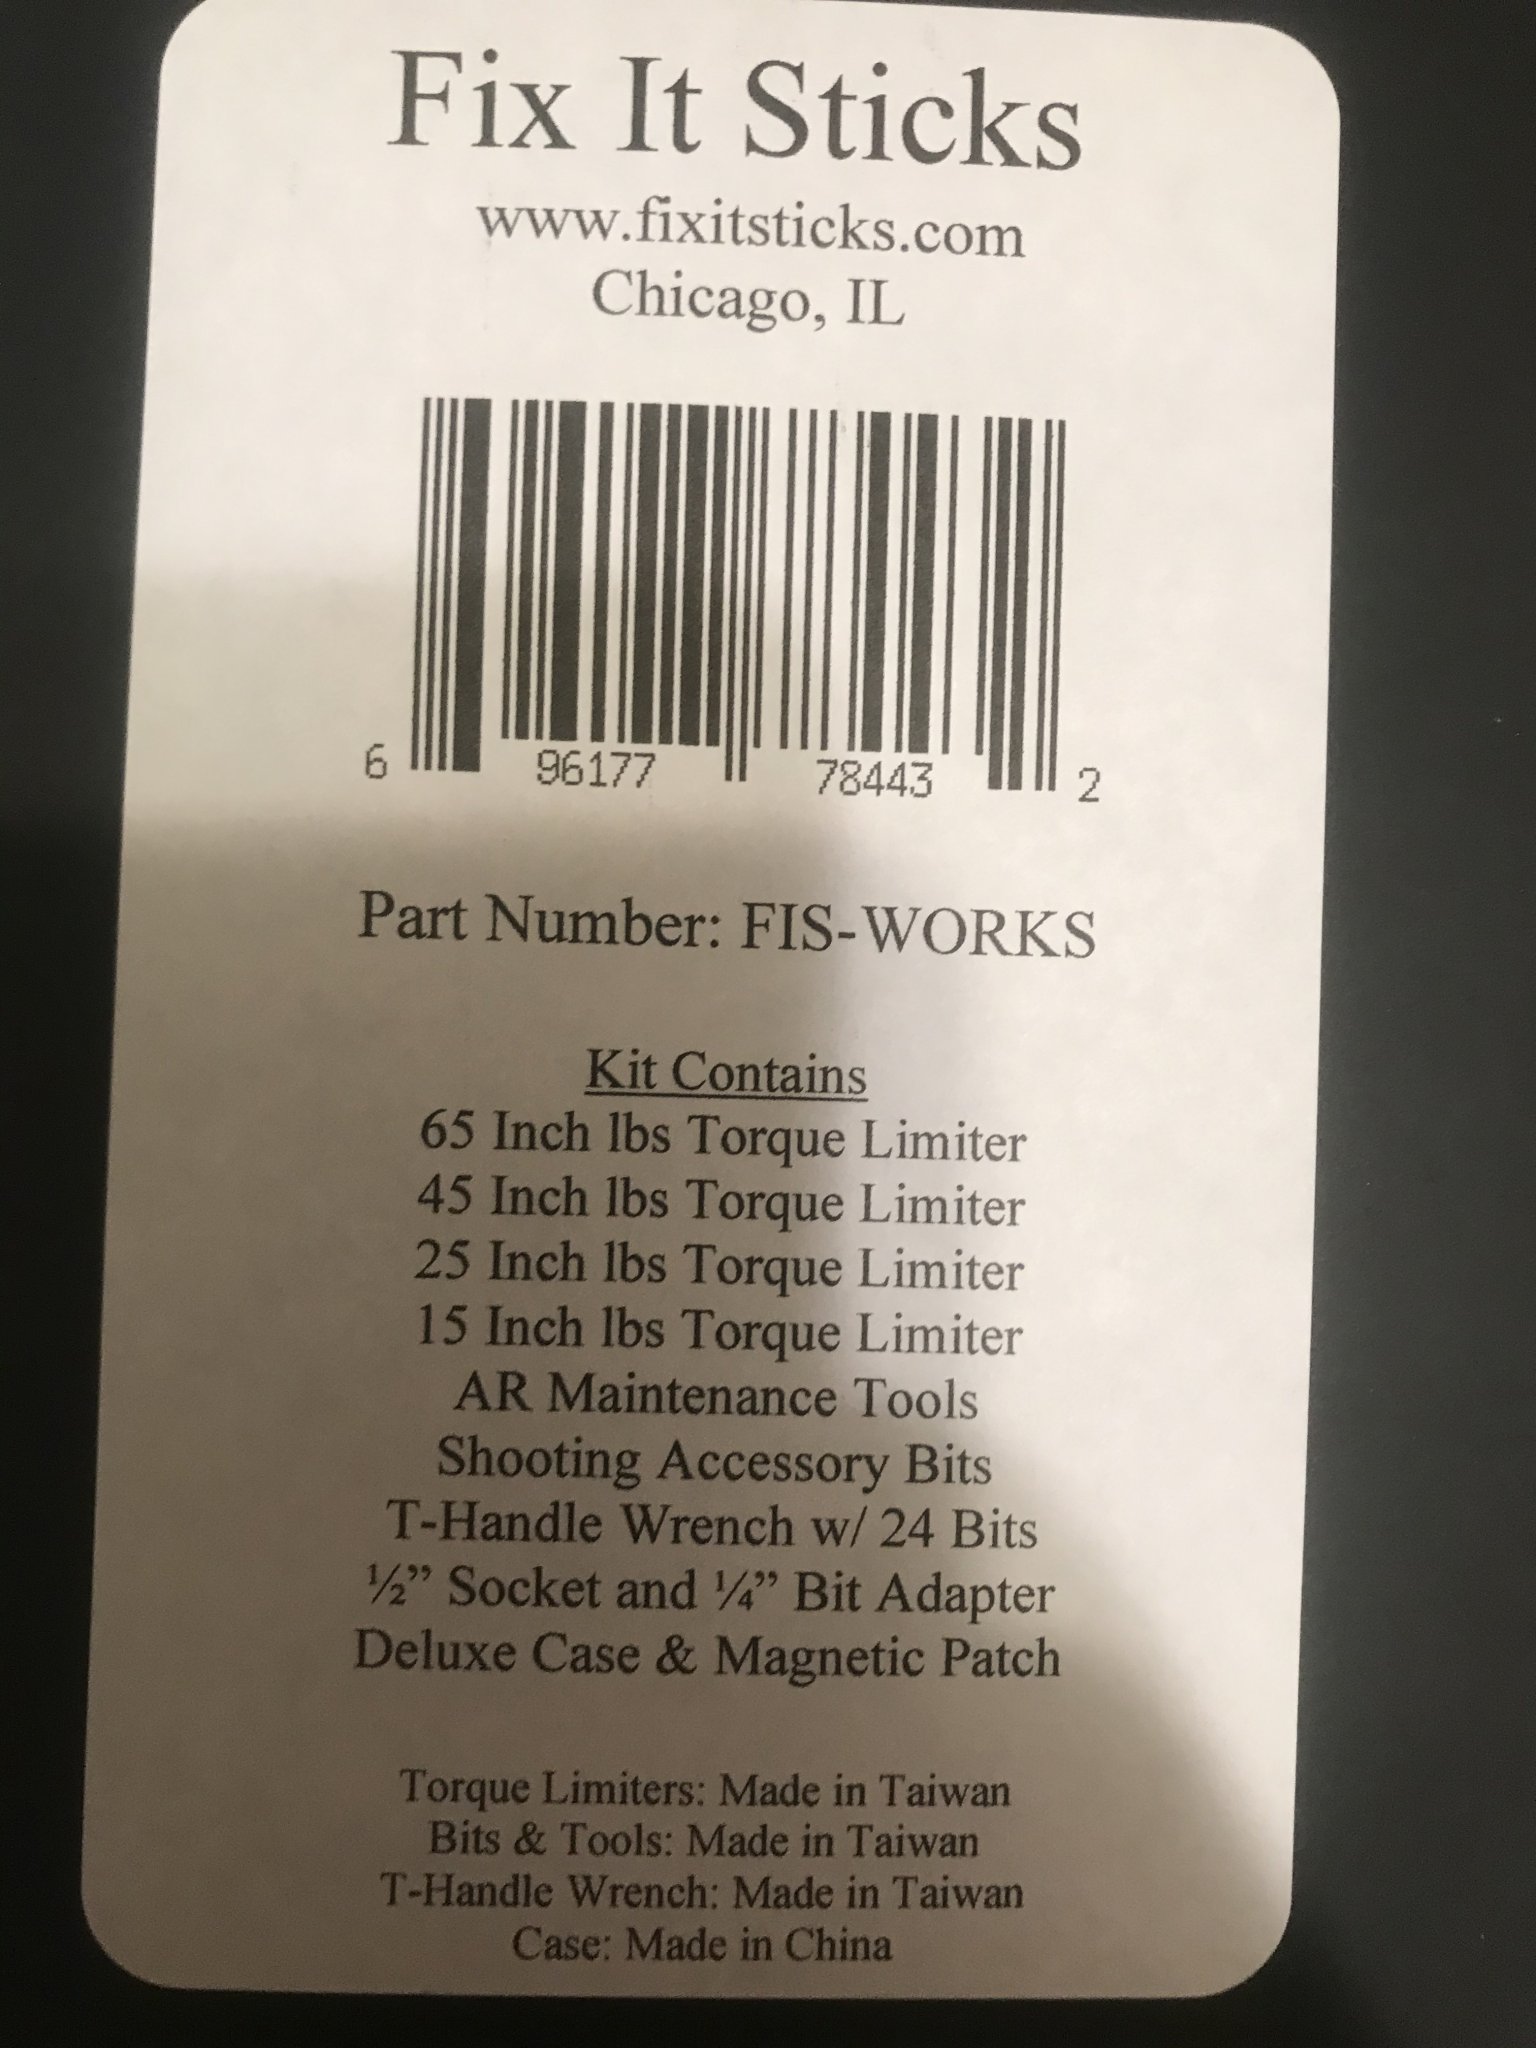 Fix It Sticks
www.fixitsticks.com
Chicago, IL
6 96177 78443 2
Part Number: FIS-WORKS
Kit Contains
65 Inch lbs Torque Limiter
45 Inch lbs Torque Limiter
25 Inch lbs Torque Limiter
15 Inch lbs Torque Limiter
AR Maintenance Tools
Shooting Accessory Bits
T-Handle Wrench w/ 24 Bits
½” Socket and ¼” Bit Adapter
Deluxe Case & Magnetic Patch
Torque Limiters: Made in Taiwan
Bits & Tools: Made in Taiwan
T-Handle Wrench: Made in Taiwan
Case: Made in China